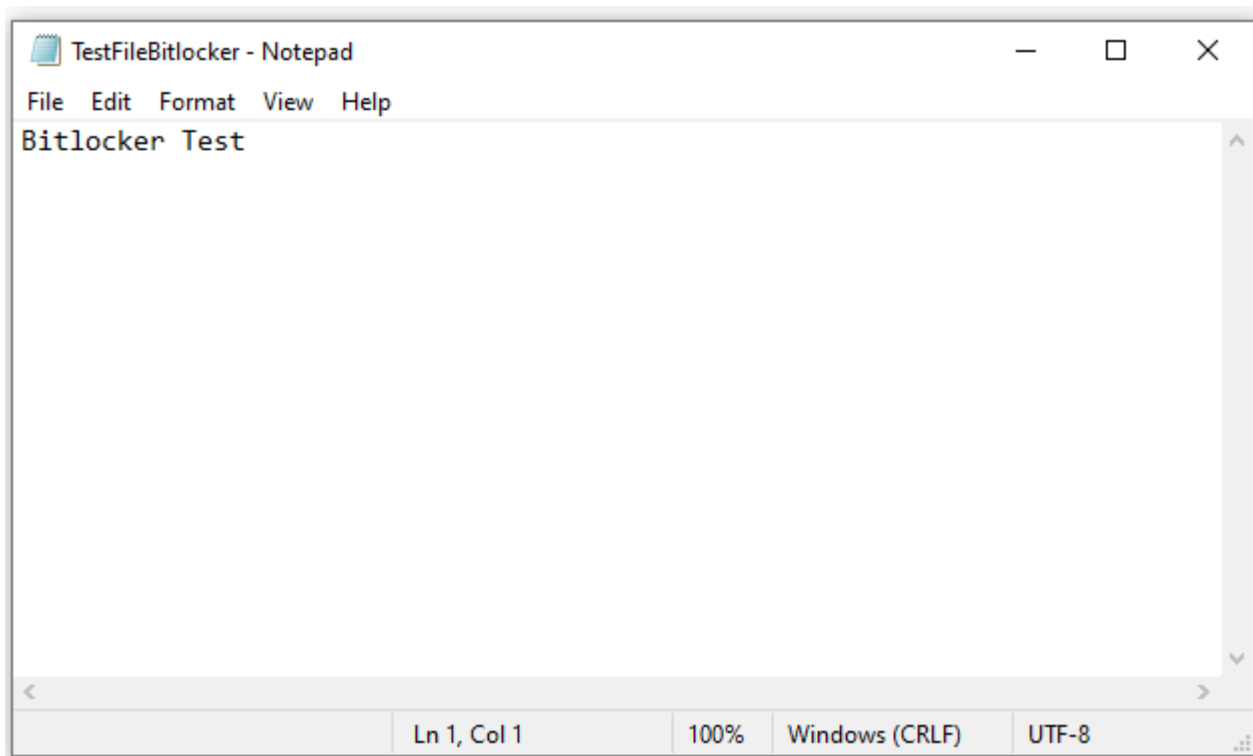 TestFileBitlocker - Notepad
File Edit Format View Help
Bitlocker Test
Ln 1, Col 1 100% Windows (CRLF) UTF-8